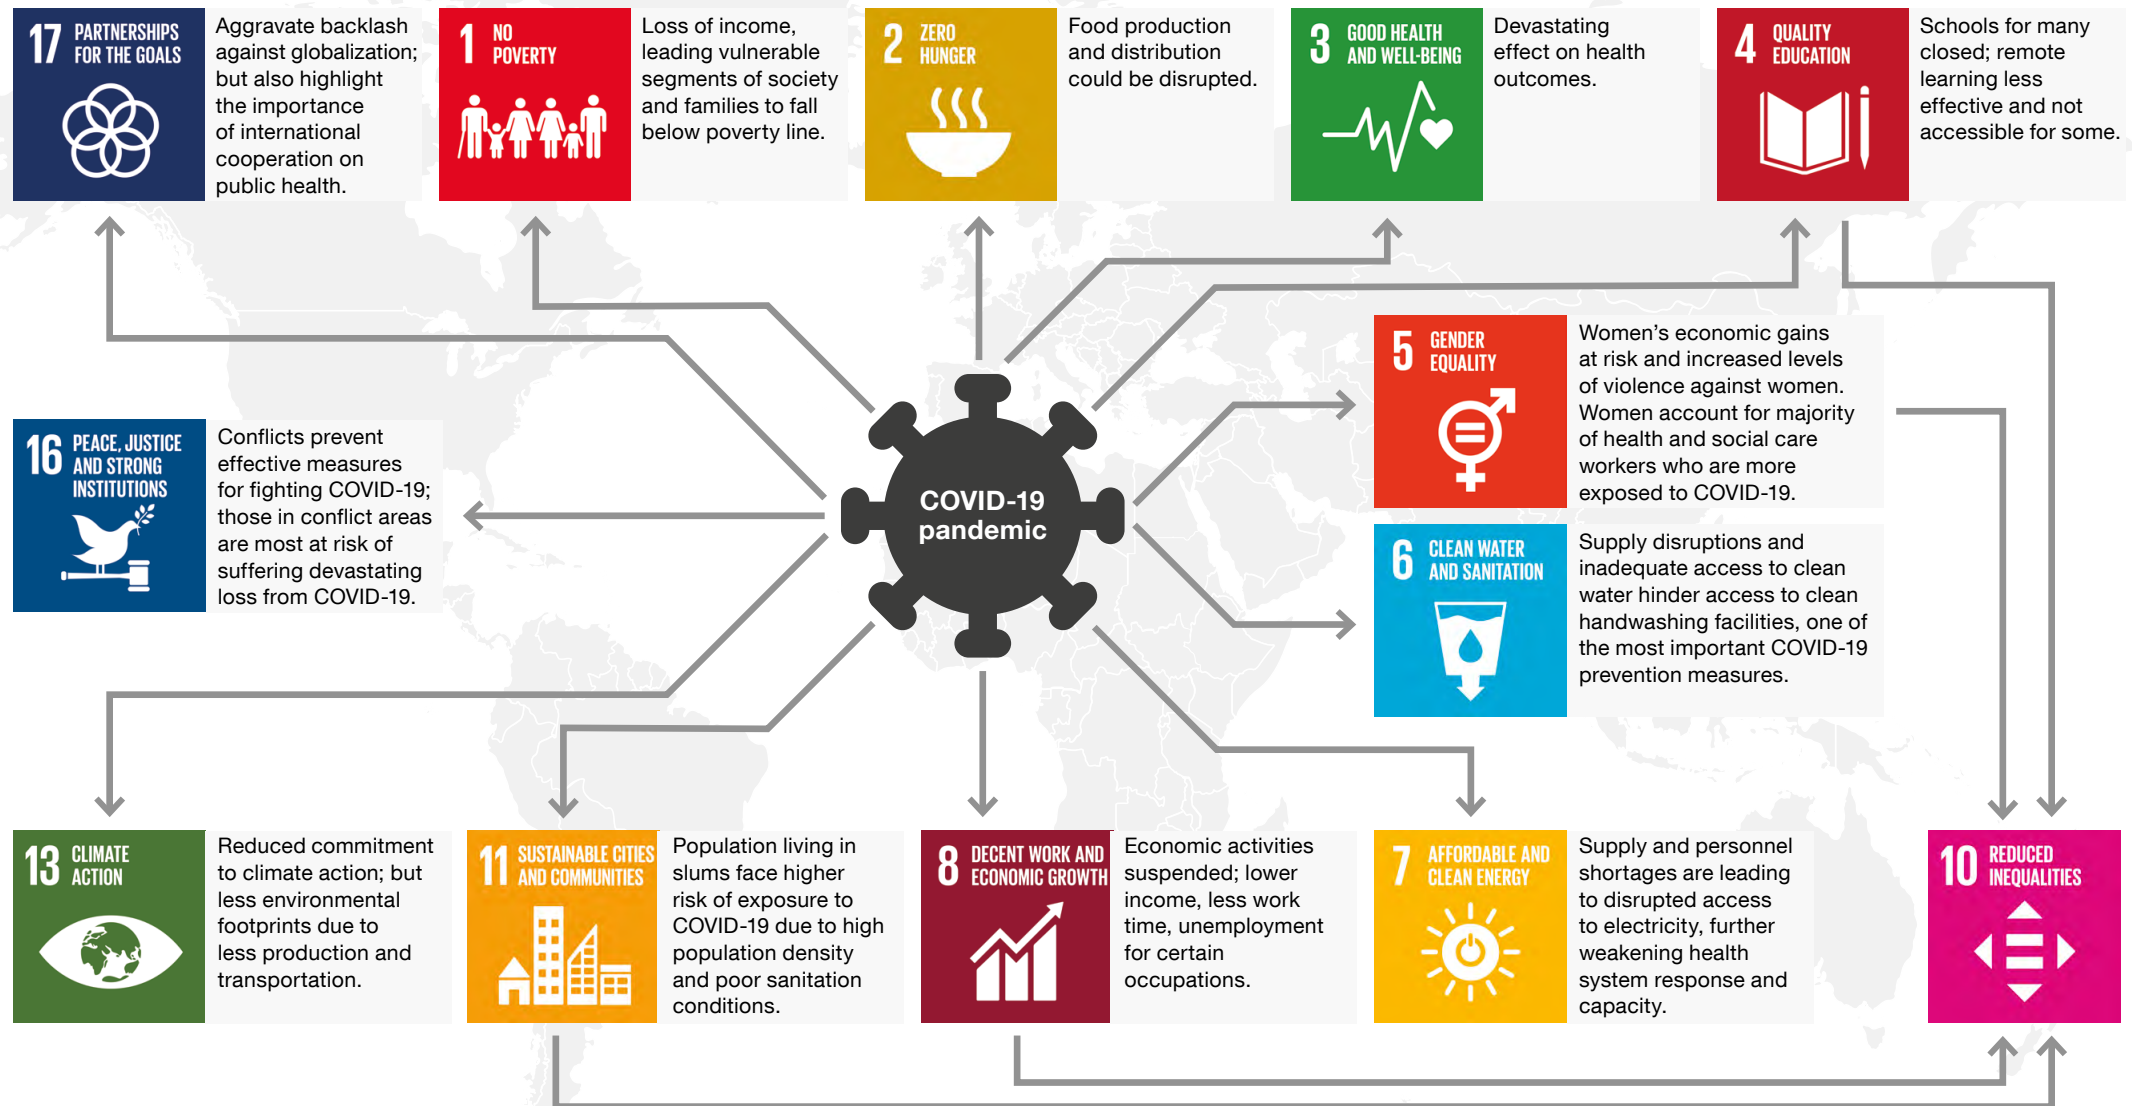 17 PARTNERSHIPS
FOR THE GOALS
Aggravate backlash
against globalization;
but also highlight
the importance
of international
cooperation on
public health.
1 NO
POVERTY
Loss of income,
leading vulnerable
segments of society
and families to fall
below poverty line.
2 ZERO
HUNGER
Food production
and distribution
could be disrupted.
3 GOOD HEALTH
AND WELL-BEING
Devastating
effect on health
outcomes.
4 QUALITY
EDUCATION
Schools for many
closed; remote
learning less
effective and not
accessible for some.
5 GENDER
EQUALITY
Women’s economic gains
at risk and increased levels
of violence against women.
Women account for majority
of health and social care
workers who are more
exposed to COVID-19.
16 PEACE, JUSTICE
AND STRONG
INSTITUTIONS
Conflicts prevent
effective measures
for fighting COVID-19;
those in conflict areas
are most at risk of
suffering devastating
loss from COVID-19.
COVID-19
pandemic
6 CLEAN WATER
AND SANITATION
Supply disruptions and
inadequate access to clean
water hinder access to clean
handwashing facilities, one of
the most important COVID-19
prevention measures.
13 CLIMATE
ACTION
Reduced commitment
to climate action; but
less environmental
footprints due to
less production and
transportation.
11 SUSTAINABLE CITIES
AND COMMUNITIES
Population living in
slums face higher
risk of exposure to
COVID-19 due to high
population density
and poor sanitation
conditions.
8 DECENT WORK AND
ECONOMIC GROWTH
Economic activities
suspended; lower
income, less work
time, unemployment
for certain
occupations.
7 AFFORDABLE AND
CLEAN ENERGY
Supply and personnel
shortages are leading
to disrupted access
to electricity, further
weakening health
system response and
capacity.
10 REDUCED
INEQUALITIES